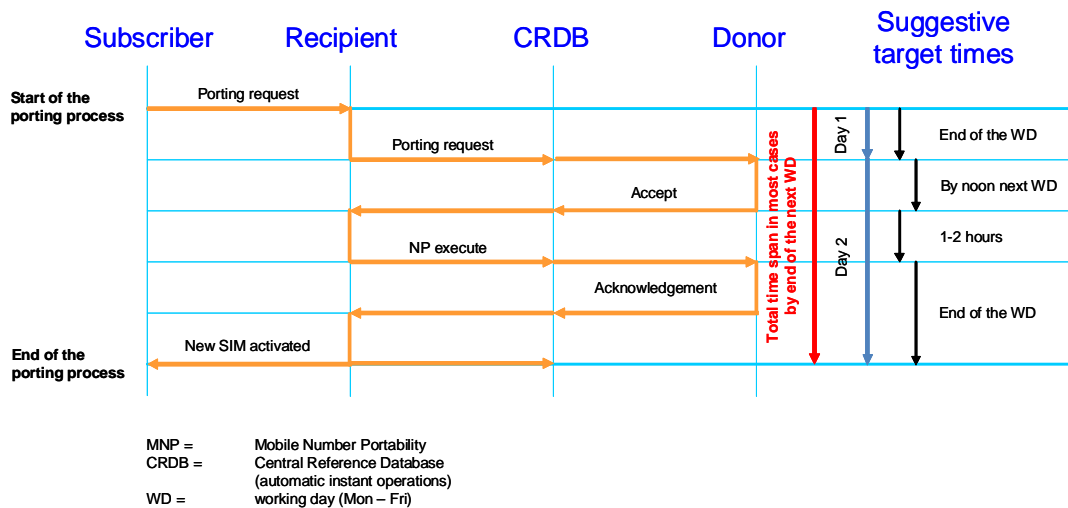 Subscriber
Recipient
CRDB
Donor
Suggestive
target times
Start of the
porting process
Porting request
Porting request
Accept
NP execute
Acknowledgement
New SIM activated
End of the
porting process
Total time span in most cases
by end of the next WD
Day 1
Day 2
End of the WD
By noon next WD
1-2 hours
End of the WD
MNP = Mobile Number Portability
CRDB = Central Reference Database
(automatic instant operations)
WD = working day (Mon – Fri)